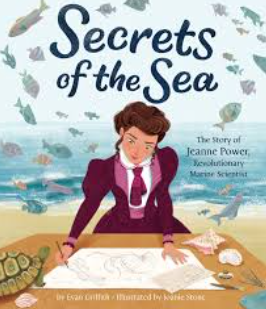 Secrets
of the Sea
The Story of
Jeanne Power,
Revolutionary
Marine Scientist
by Evan Griffith • Illustrated by Joanie Stone